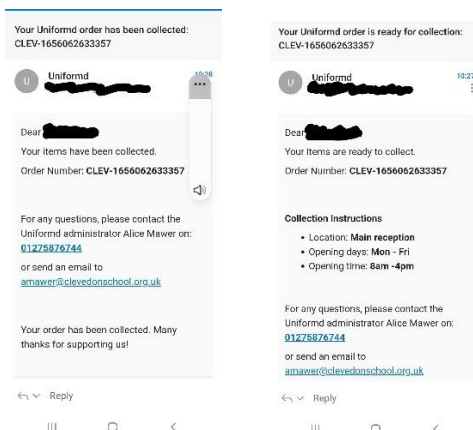 Your Uniformd order has been collected:
CLEV-1656062633357
U
Uniformd
10:28
Dear
Your items have been collected.
Order Number: CLEV-1656062633357
For any questions, please contact the
Uniformd administrator Alice Mawer on:
01275876744
or send an email to
amawer@clevedonschool.org.uk
Your order has been collected. Many
thanks for supporting us!
Reply
Your Uniformd order is ready for collection:
CLEV-1656062633357
U
Uniformd
10:27
Dear
Your Items are ready to collect.
Order Number: CLEV-1656062633357
Collection Instructions
• Location: Main reception
• Opening days: Mon - Fri
• Opening time: 8am -4pm
For any questions, please contact the
Uniformd administrator Alice Mawer on:
01275876744
or send an email to
amawer@clevedonschool.org.uk
Reply